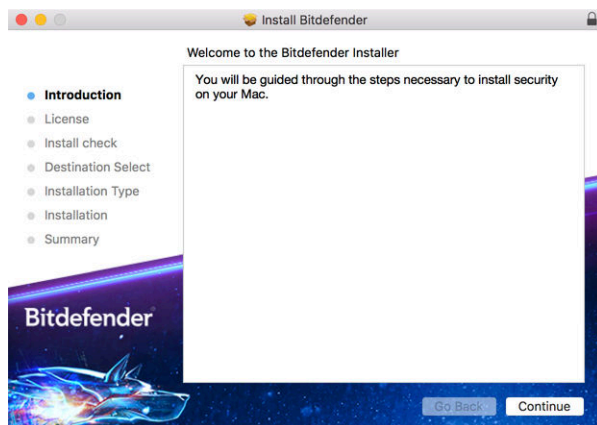 Install Bitdefender
Welcome to the Bitdefender Installer
Introduction
License
Install check
Destination Select
Installation Type
Installation
Summary
You will be guided through the steps necessary to install security
on your Mac.
Bitdefender
Go Back
Continue